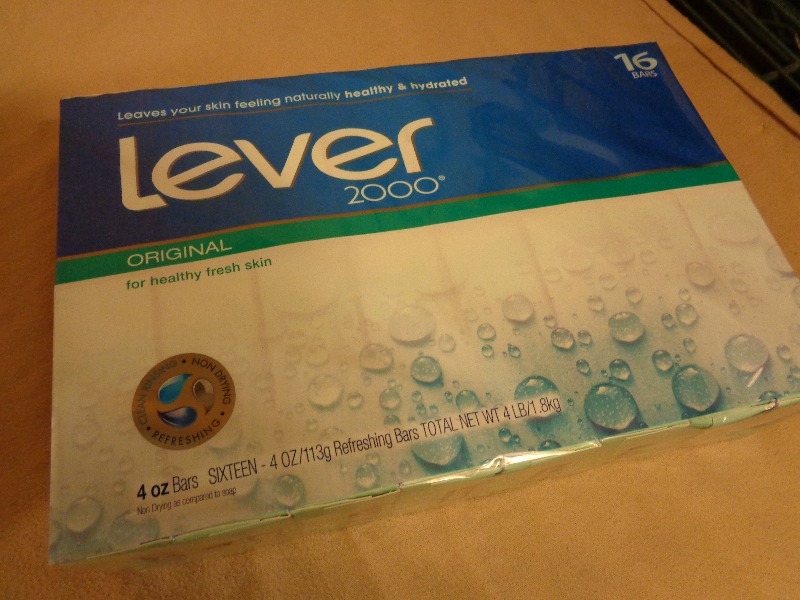 16
BARS
Leaves your skin feeling naturally healthy & hydrated
Lever
2000®
ORIGINAL
for healthy fresh skin
CLEAN RINSING • NON DRYING • REFRESHING •
4 oz Bars SIXTEEN - 4 OZ/113g Refreshing Bars TOTAL NET WT 4 LB/1.8kg
Non Drying as compared to soap